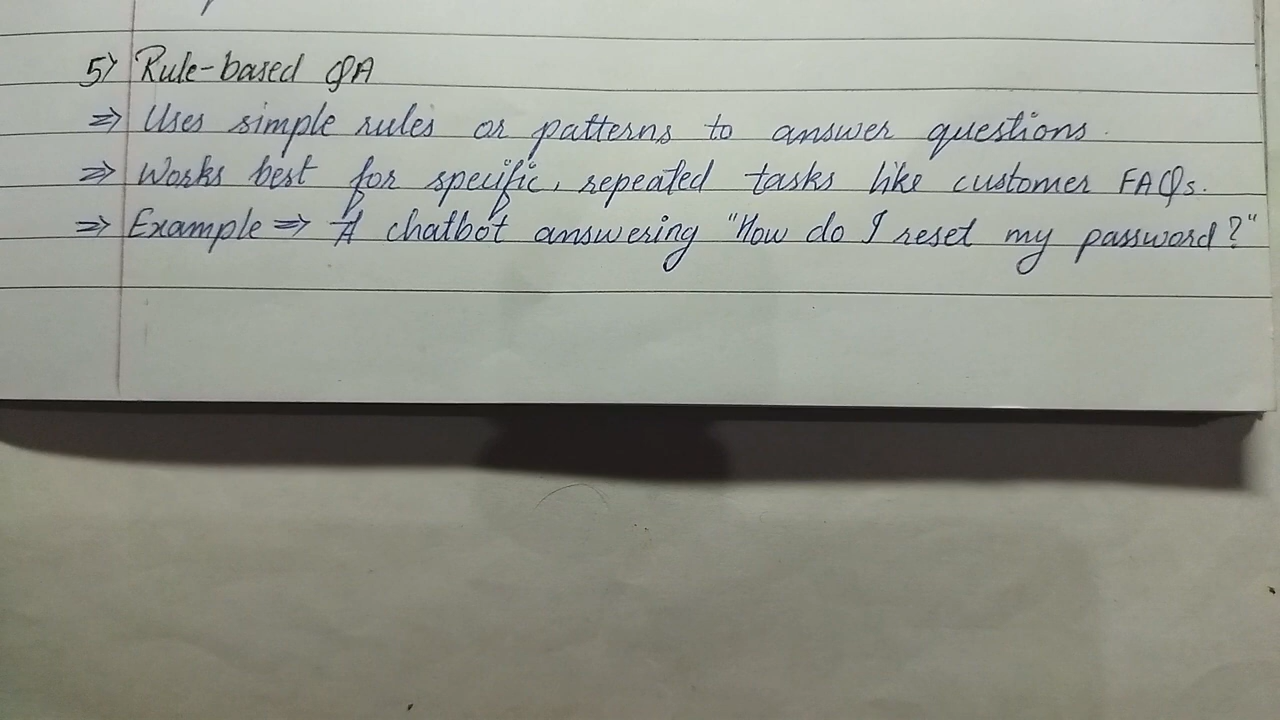 5) Rule-based QA
⇒ Uses simple rules or patterns to answer questions.
⇒ Works best for specific, repeated tasks like customer FAQs.
⇒ Example ⇒ A chatbot answering "How do I reset my password?"